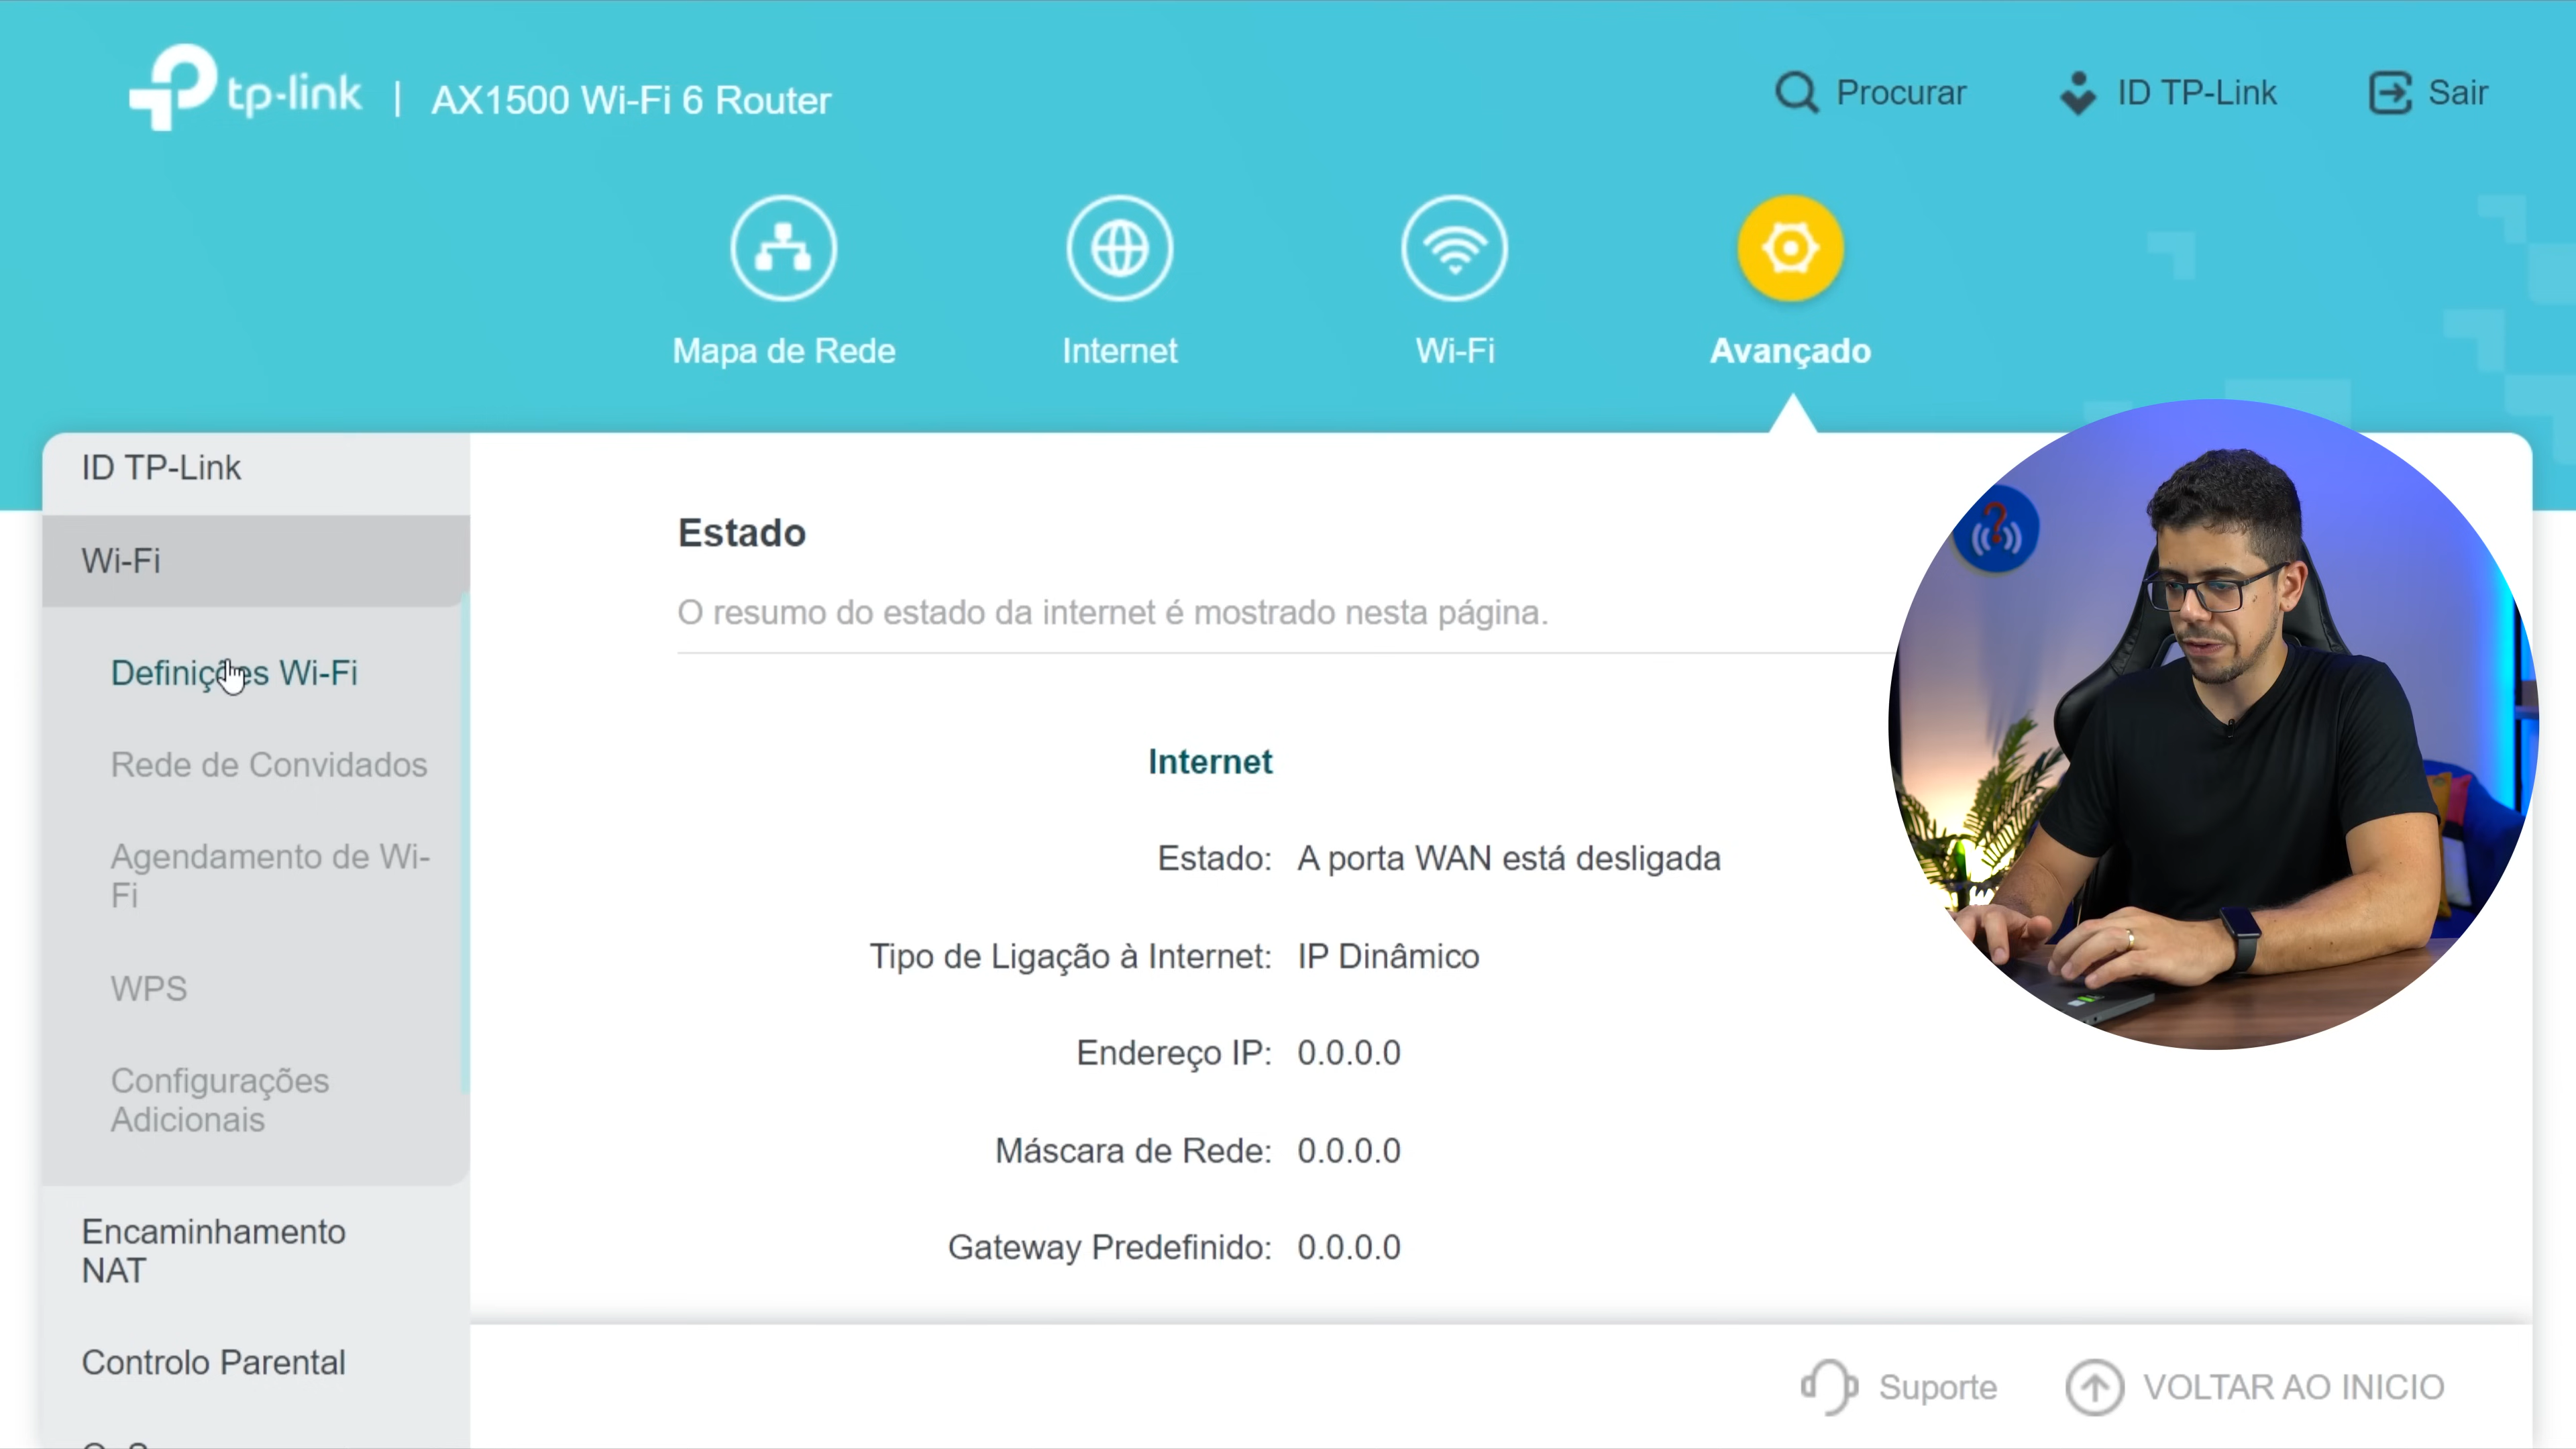 tp-link | AX1500 Wi-Fi 6 Router
Procurar
ID TP-Link
Sair
Mapa de Rede
Internet
Wi-Fi
Avançado
ID TP-Link
Wi-Fi
Definições Wi-Fi
Rede de Convidados
Agendamento de Wi-
Fi
WPS
Configurações
Adicionais
Encaminhamento
NAT
Controlo Parental
Estado
O resumo do estado da internet é mostrado nesta página.
Internet
Estado: A porta WAN está desligada
Tipo de Ligação à Internet: IP Dinâmico
Endereço IP: 0.0.0.0
Máscara de Rede: 0.0.0.0
Gateway Predefinido: 0.0.0.0
Suporte
VOLTAR AO INICIO